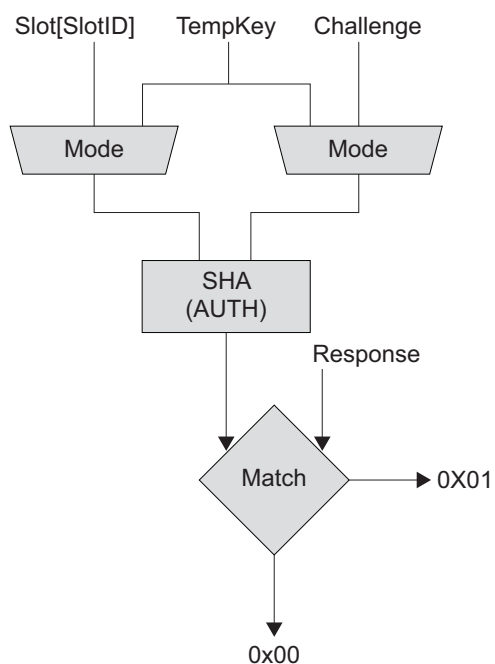 Slot[SlotID] TempKey Challenge
Mode Mode
SHA
(AUTH)
Response
Match
0X01
0x00